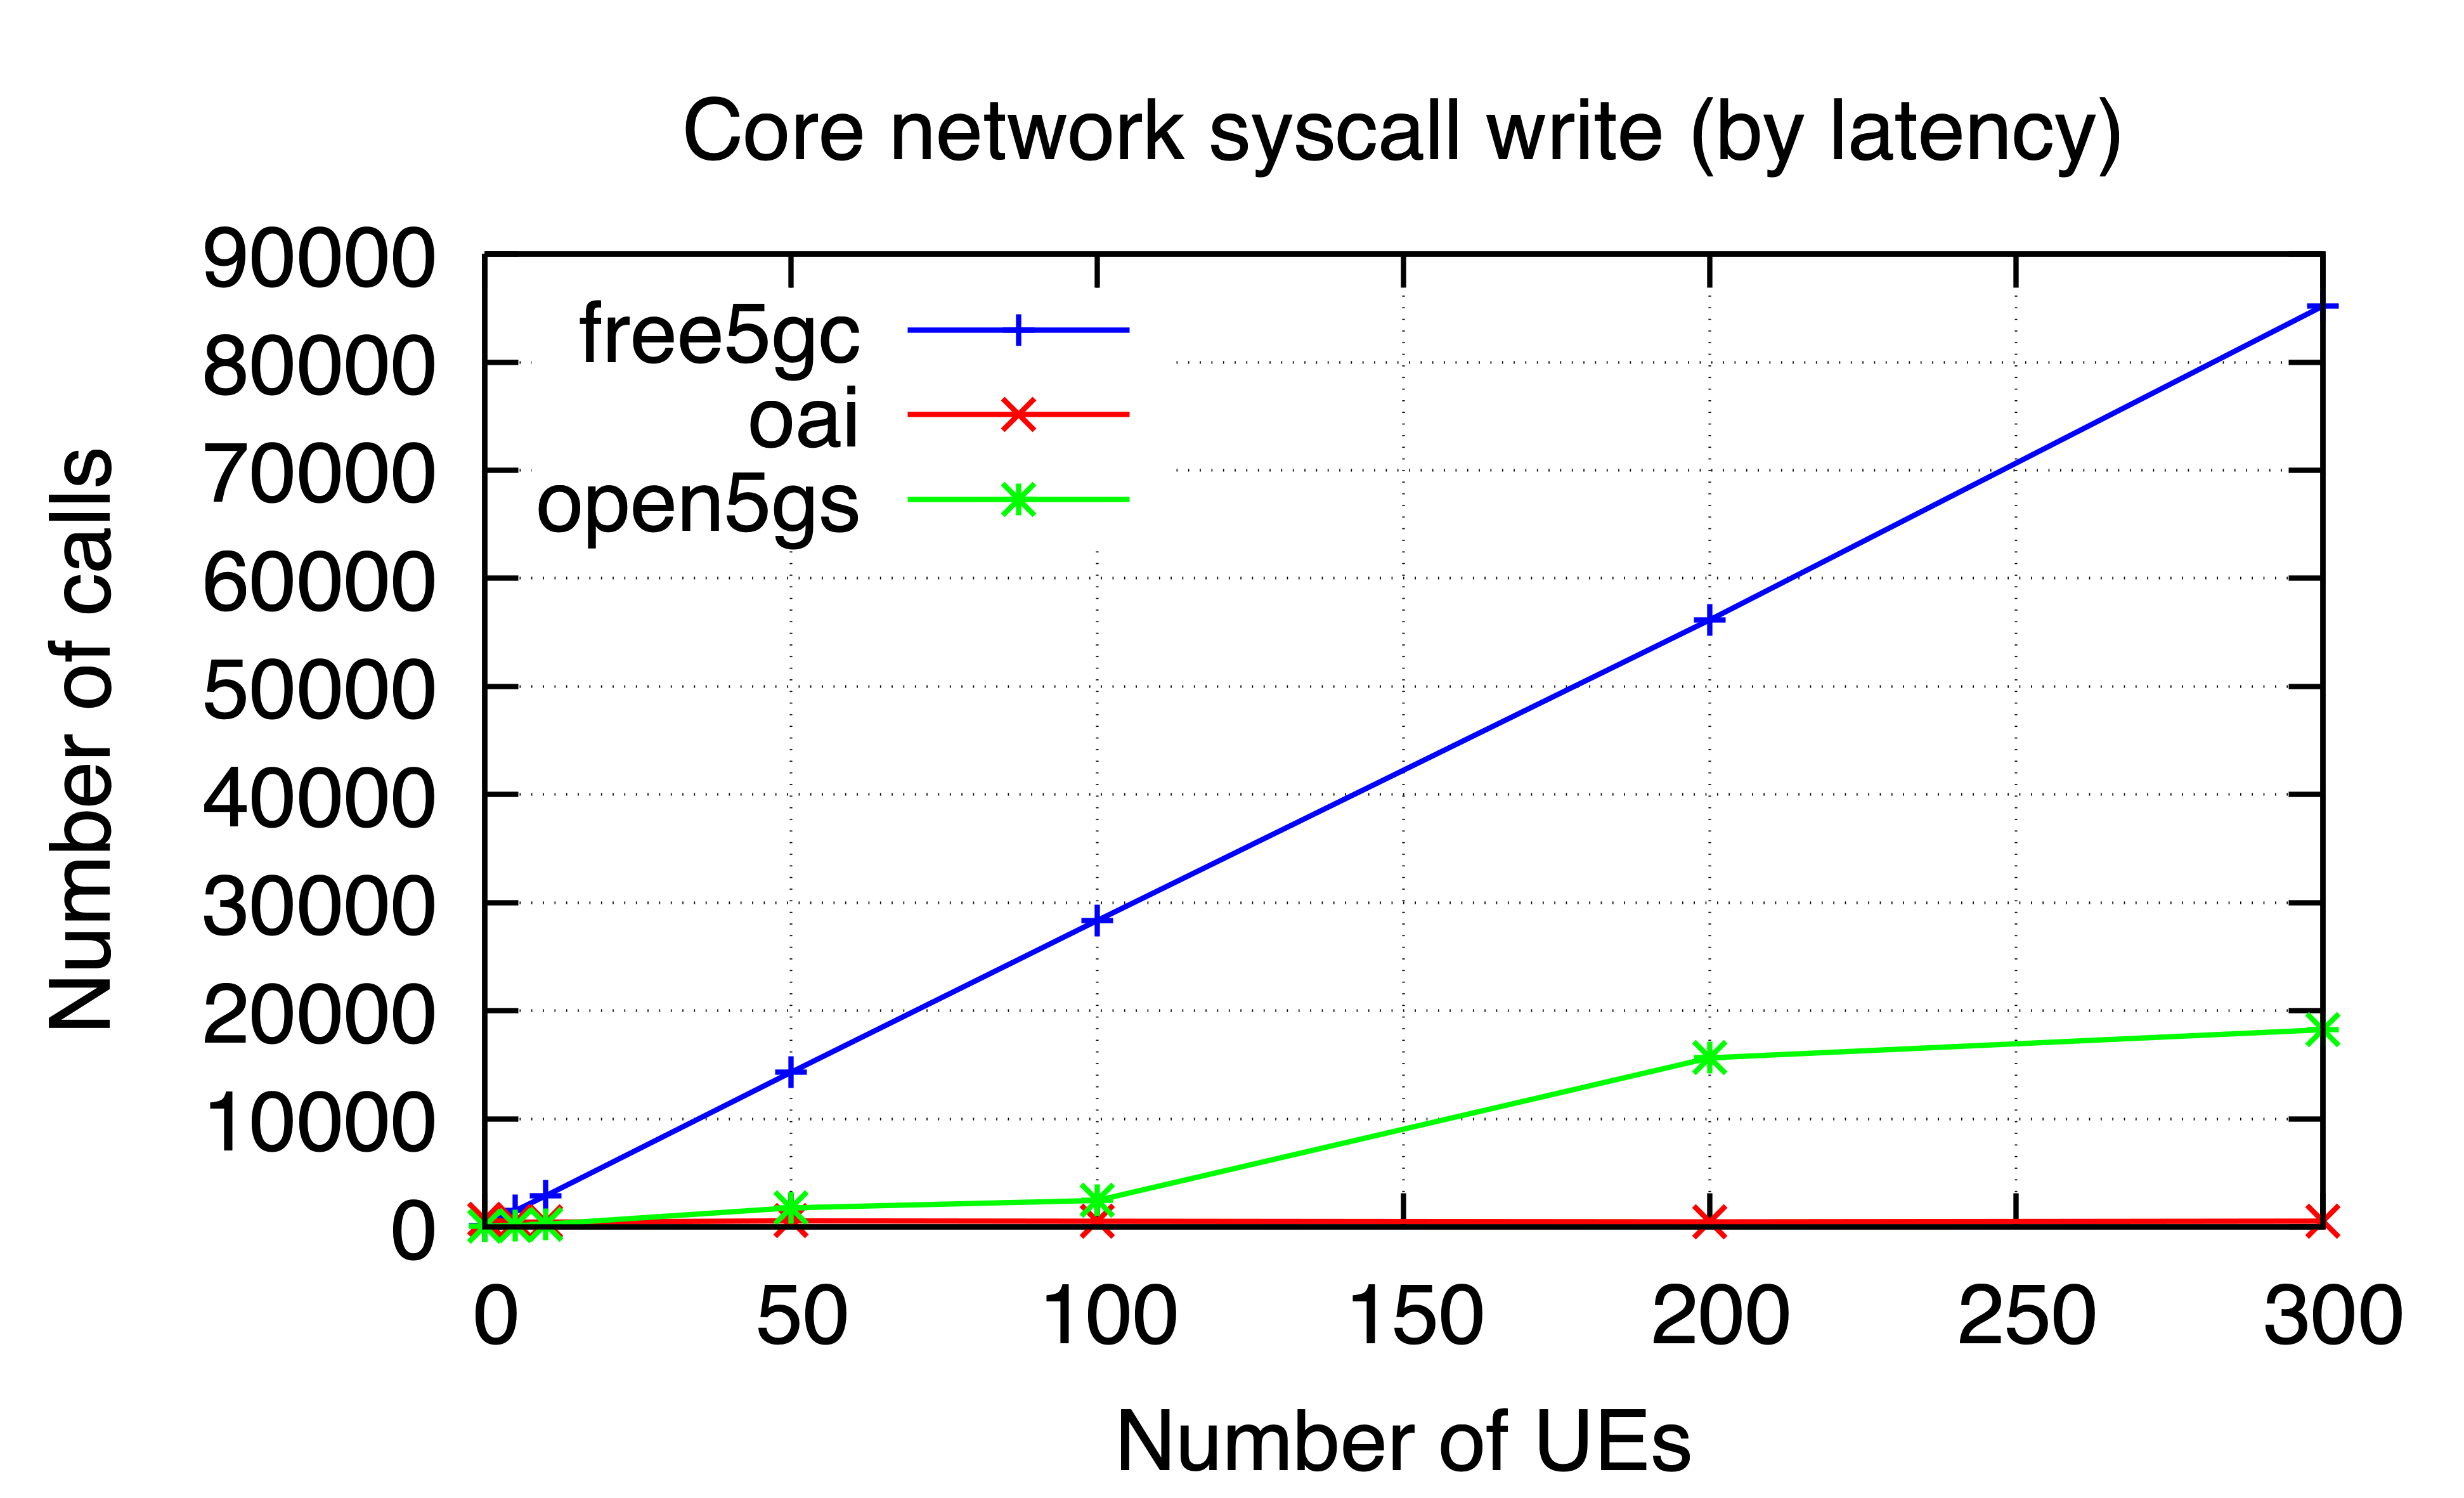 Core network syscall write (by latency)
90000
80000
70000
60000
50000
40000
30000
20000
10000
0
Number of calls
free5gc
oai
open5gs
0 50 100 150 200 250 300
Number of UEs